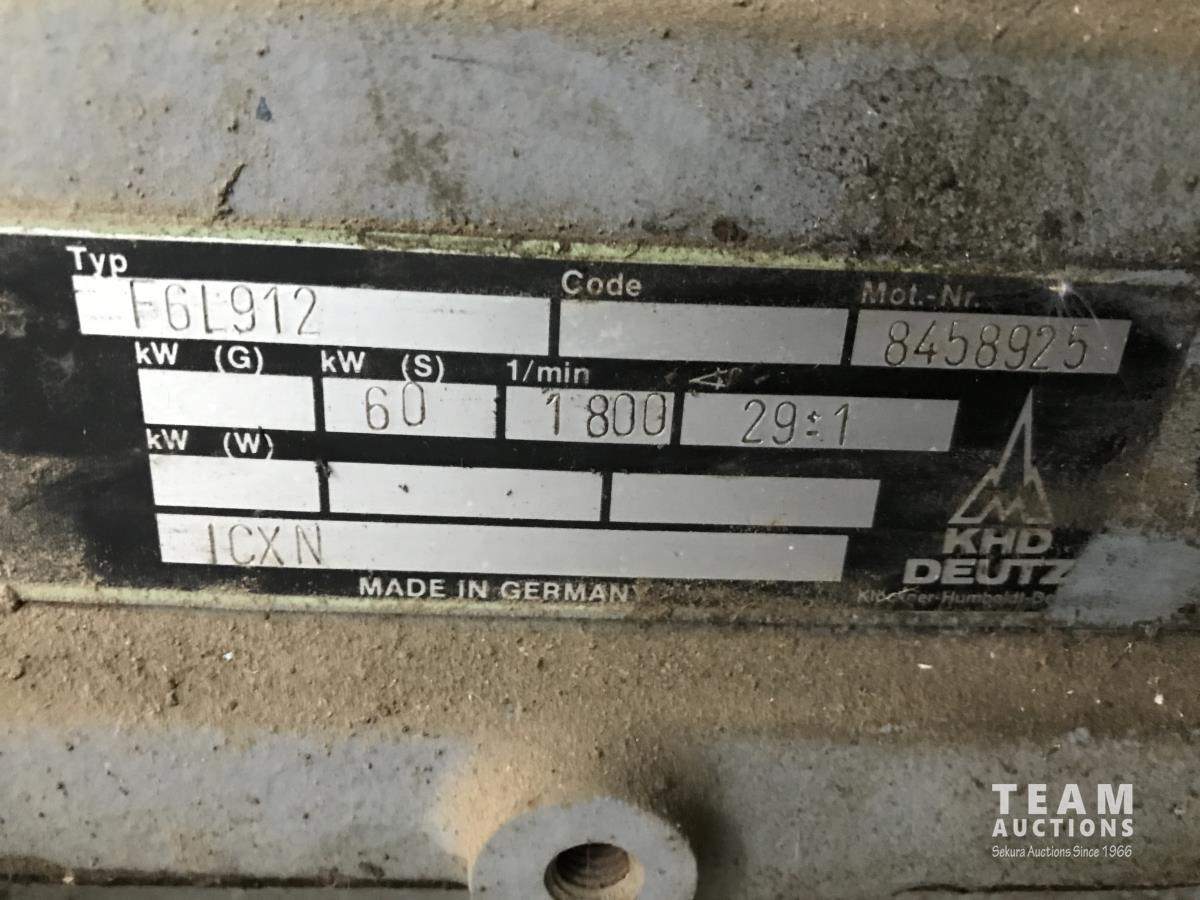 Typ Code Mot.-Nr.
F6L912 8458925
kW (G) kW (S) 1/min
60 1800 29±1
kW (W)
ICXN
KHD
DEUTZ
MADE IN GERMANY
TEAM
AUCTIONS
Sekura Auctions Since 1966